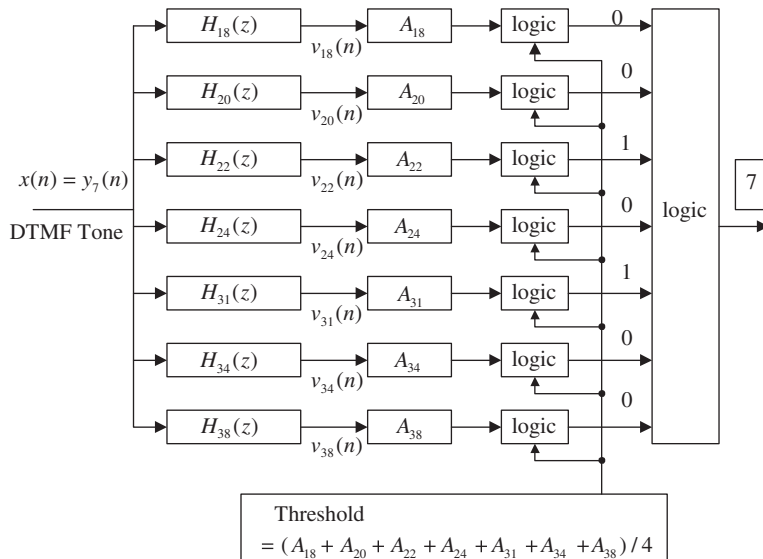 H₁₈(z) v₁₈(n) A₁₈ logic 0
H₂₀(z) v₂₀(n) A₂₀ logic 0
H₂₂(z) v₂₂(n) A₂₂ logic 1
x(n) = y₇(n)
DTMF Tone
H₂₄(z) v₂₄(n) A₂₄ logic 0
logic
7
H₃₁(z) v₃₁(n) A₃₁ logic 1
H₃₄(z) v₃₄(n) A₃₄ logic 0
H₃₈(z) v₃₈(n) A₃₈ logic 0
Threshold
= (A₁₈ + A₂₀ + A₂₂ + A₂₄ + A₃₁ + A₃₄ + A₃₈) / 4